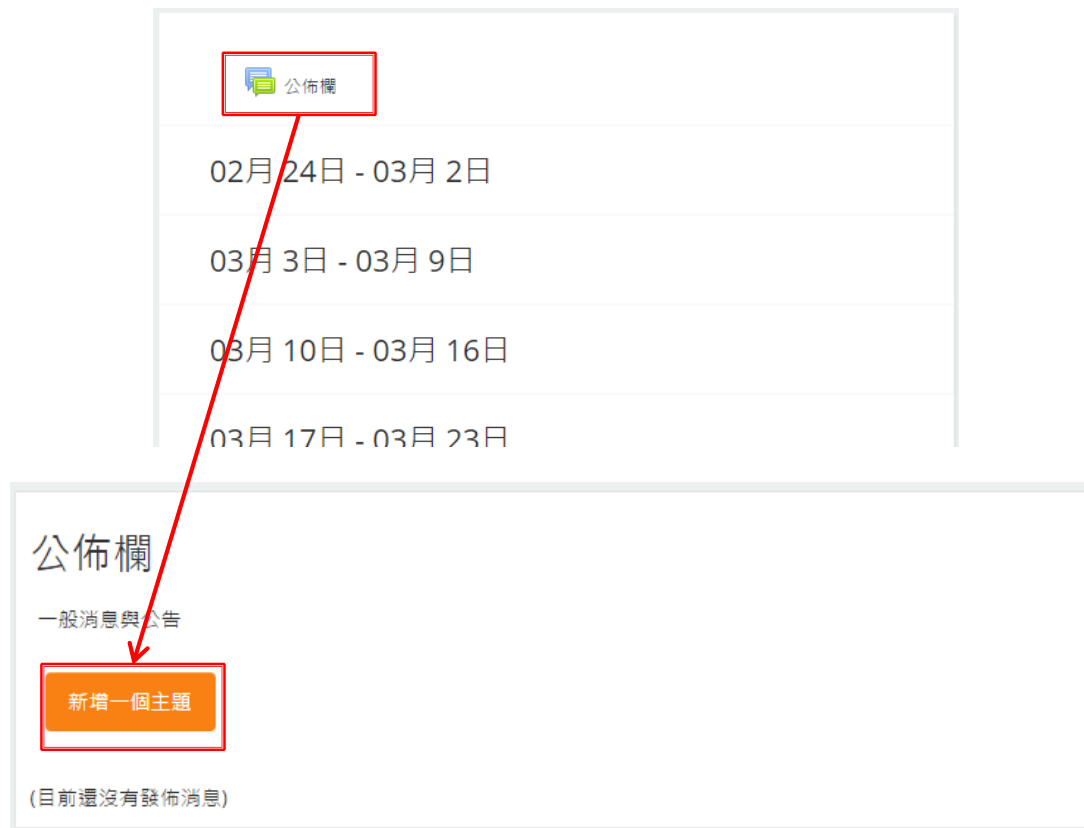 公佈欄
02月 24日 - 03月 2日
03月 3日 - 03月 9日
03月 10日 - 03月 16日
03月 17日 - 03月 23日
公佈欄
一般消息與公告
新增一個主題
(目前還沒有發佈消息)